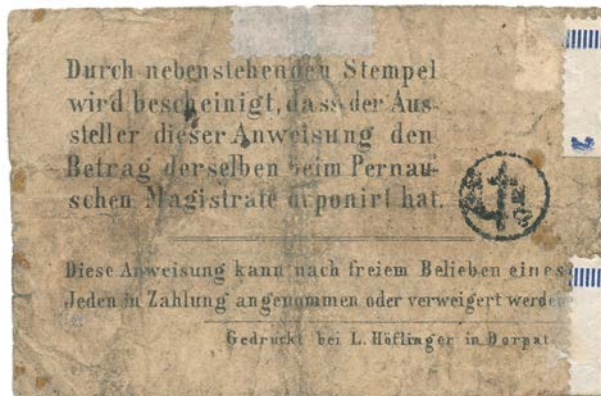 Durch nebenstehenden Stempel
wird bescheinigt, dass der Aus-
steller dieser Anweisung den
Betrag derselben beim Pernau-
schen Magistrate deponirt hat.
Diese Anweisung kann nach freiem Belieben eines
Jeden in Zahlung angenommen oder verweigert werden
Gedruckt bei L. Höflinger in Dorpat